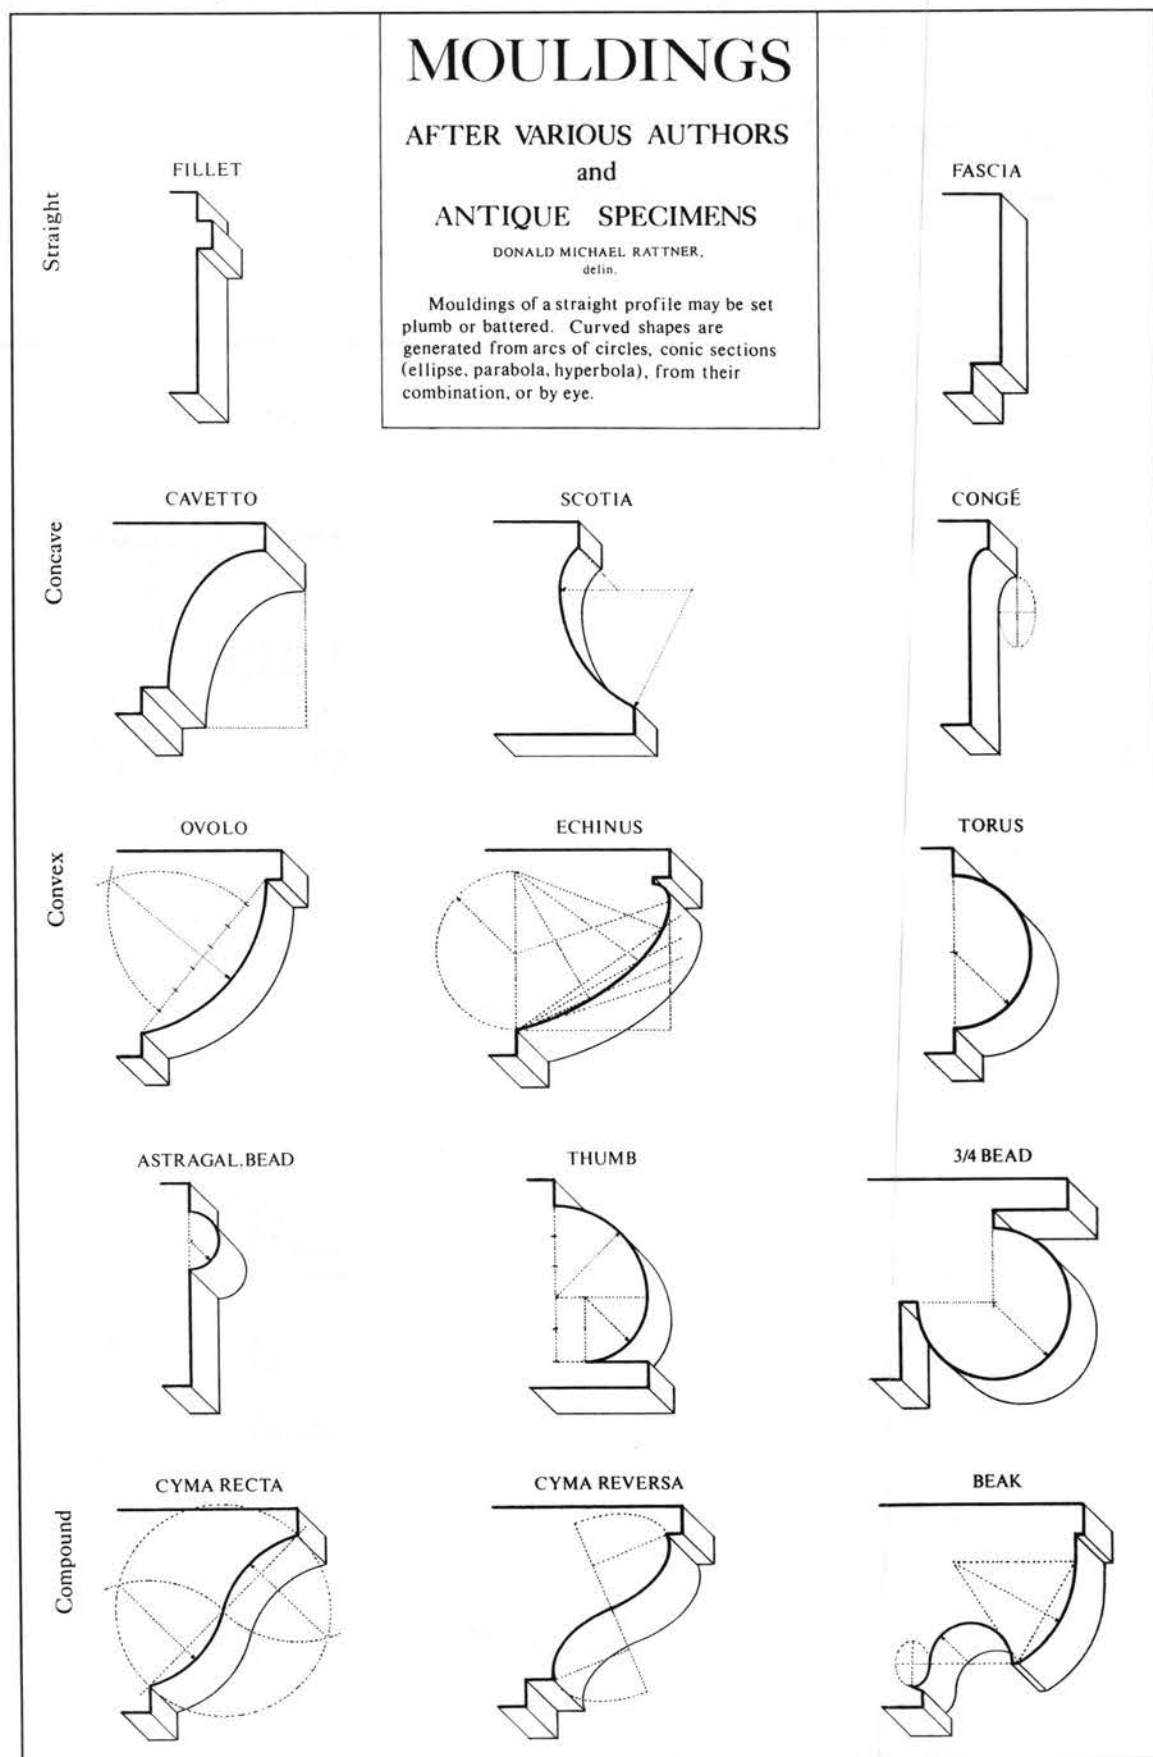 MOULDINGS
AFTER VARIOUS AUTHORS
and
ANTIQUE SPECIMENS
DONALD MICHAEL RATTNER,
delin.
Mouldings of a straight profile may be set
plumb or battered. Curved shapes are
generated from arcs of circles, conic sections
(ellipse, parabola, hyperbola), from their
combination, or by eye.
Straight
FILLET
FASCIA
Concave
CAVETTO
SCOTIA
CONGÉ
Convex
OVOLO
ECHINUS
TORUS
ASTRAGAL, BEAD
THUMB
3/4 BEAD
Compound
CYMA RECTA
CYMA REVERSA
BEAK